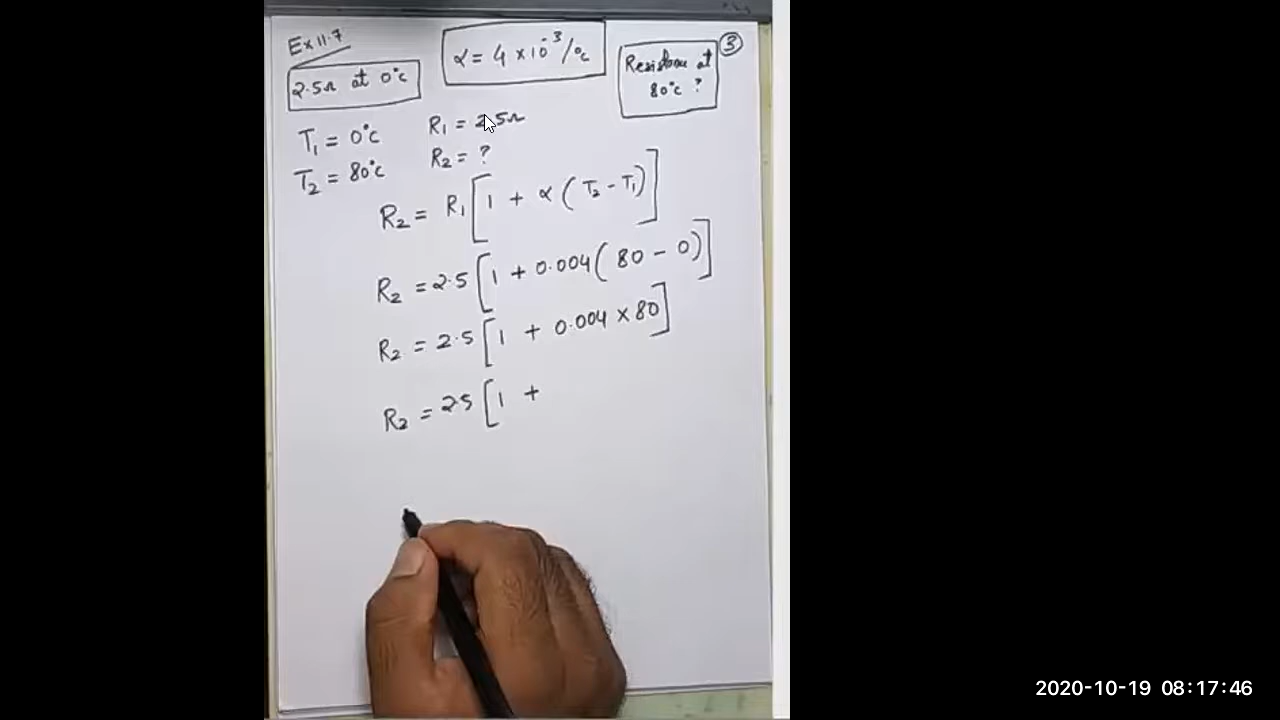 Ex 11.7
2.5Ω at 0°C
α = 4 × 10⁻³ /°C
Resistance at
80°C ?
3
T₁ = 0°C
T₂ = 80°C
R₁ = 2.5Ω
R₂ = ?
R₂ = R₁ [1 + α (T₂ - T₁)]
R₂ = 2.5 [1 + 0.004 (80 - 0)]
R₂ = 2.5 [1 + 0.004 × 80]
R₂ = 2.5 [1 +
2020-10-19 08:17:46